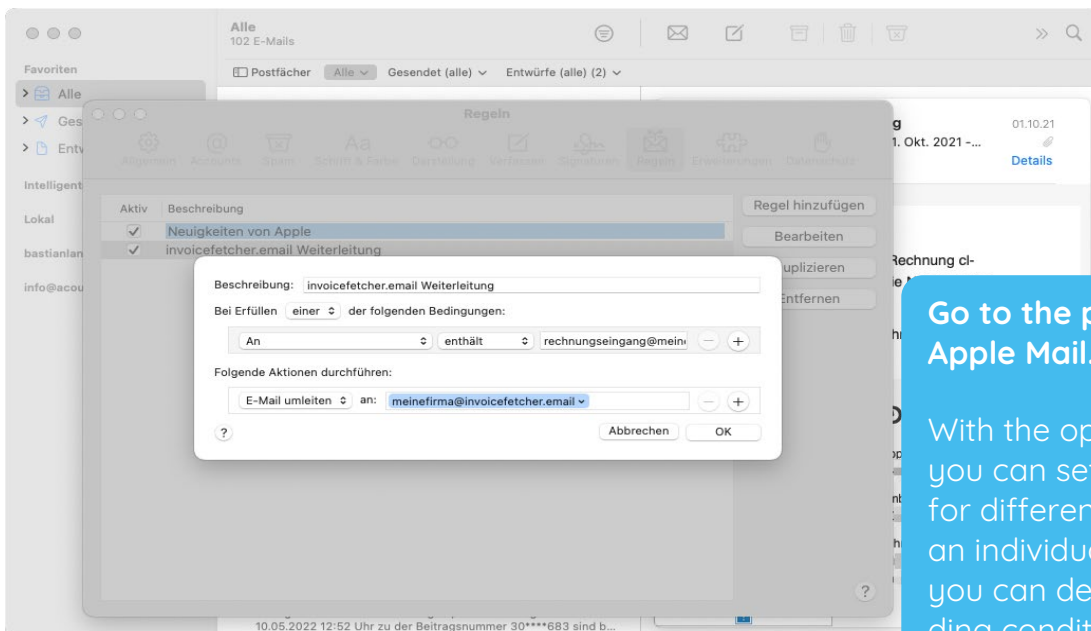 Alle
102 E-Mails
Favoriten
Postfächer Alle Gesendet (alle) Entwürfe (alle) (2)
Alle
Ges
Entw
Intelligent
Lokal
bastianlan
info@acou
Regeln
Allgemein Accounts Spam Schrift & Farbe Darstellung Verfassen Signaturen Regeln Erweiterungen Datenschutz
Aktiv Beschreibung
Neuigkeiten von Apple
invoicefetcher.email Weiterleitung
Regel hinzufügen
Bearbeiten
uplizieren
Entfernen
Beschreibung: invoicefetcher.email Weiterleitung
Bei Erfüllen einer der folgenden Bedingungen:
An enthält rechnungseingang@mein
Folgende Aktionen durchführen:
E-Mail umleiten an: meinefirma@invoicefetcher.email
? Abbrechen OK
?
g 01.10.21
1. Okt. 2021 -...
Details
Rechnung cl-
Go to the p
Apple Mail.
With the op
you can se
for differen
an individu
you can de
ding condit
10.05.2022 12:52 Uhr zu der Beitragsnummer 30****683 sind b...